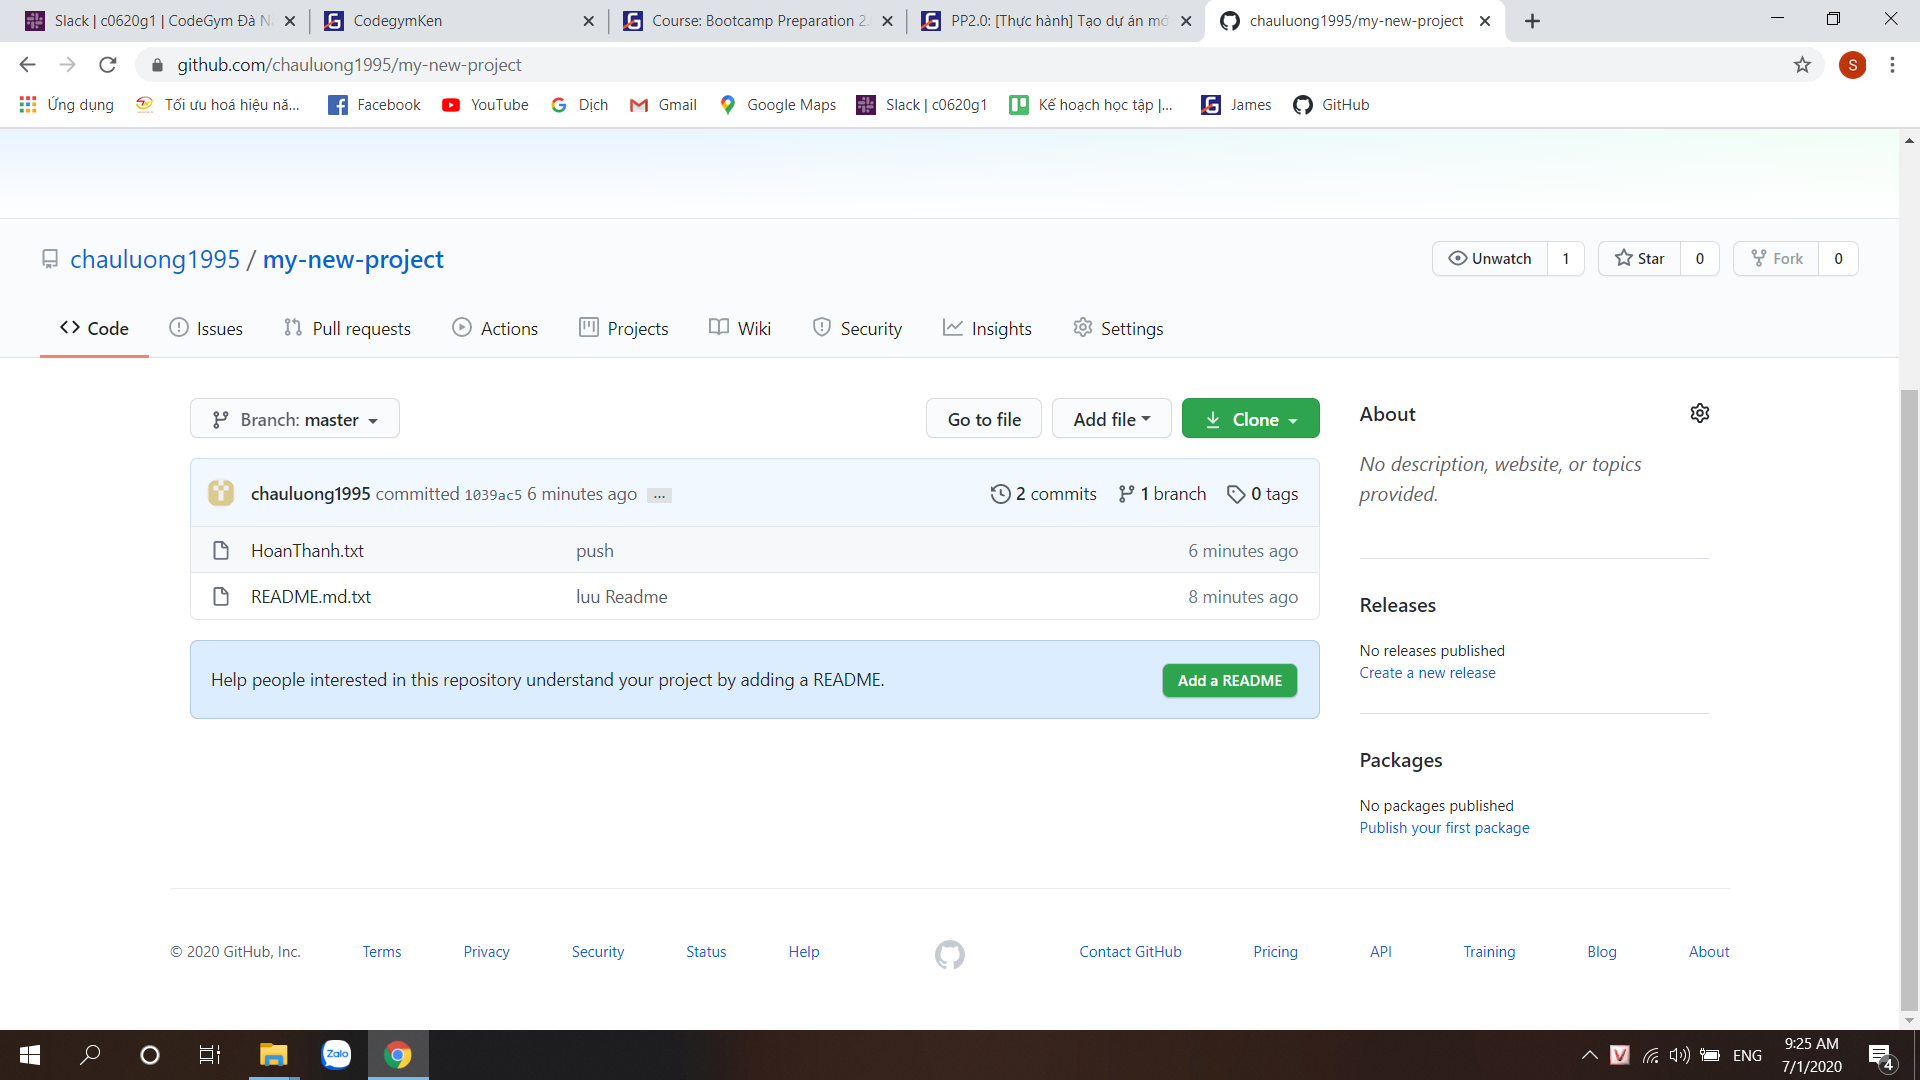 Slack | c0620g1 | CodeGym Đà N
CodegymKen
Course: Bootcamp Preparation 2.
PP2.0: [Thực hành] Tạo dự án mớ
chauluong1995/my-new-project
github.com/chauluong1995/my-new-project
S
Ứng dụng
Tối ưu hoá hiệu nă...
Facebook
YouTube
Dịch
Gmail
Google Maps
Slack | c0620g1
Kế hoạch học tập |...
James
GitHub
chauluong1995 / my-new-project
Unwatch 1
Star 0
Fork 0
Code
Issues
Pull requests
Actions
Projects
Wiki
Security
Insights
Settings
Branch: master
Go to file
Add file
Clone
About
No description, website, or topics
provided.
chauluong1995 committed 1039ac5 6 minutes ago ...
2 commits
1 branch
0 tags
HoanThanh.txt push 6 minutes ago
README.md.txt luu Readme 8 minutes ago
Help people interested in this repository understand your project by adding a README.
Add a README
Releases
No releases published
Create a new release
Packages
No packages published
Publish your first package
© 2020 GitHub, Inc.
Terms
Privacy
Security
Status
Help
Contact GitHub
Pricing
API
Training
Blog
About
Zalo
V
ENG
9:25 AM
7/1/2020
4